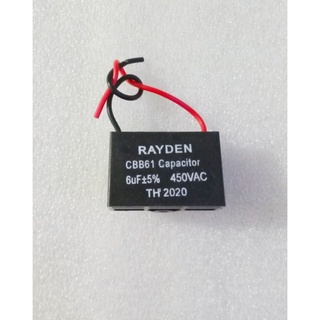 RAYDEN
CBB61 Capacitor
6uF±5% 450VAC
TH 2020